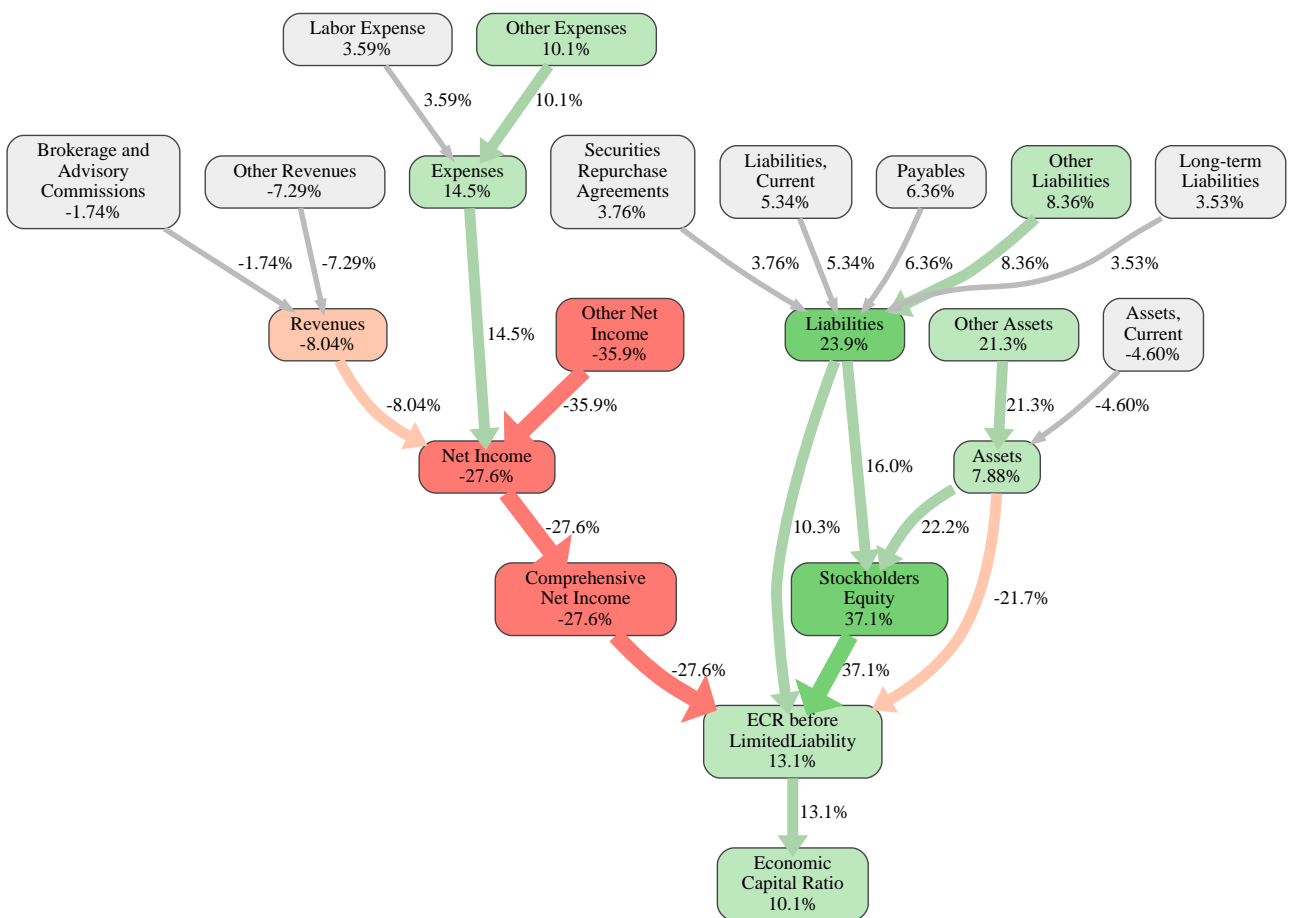 Labor Expense
3.59%
Other Expenses
10.1%
3.59%
10.1%
Brokerage and
Advisory
Commissions
-1.74%
Other Revenues
-7.29%
Expenses
14.5%
Securities
Repurchase
Agreements
3.76%
Liabilities,
Current
5.34%
Payables
6.36%
Other
Liabilities
8.36%
Long-term
Liabilities
3.53%
-1.74%
-7.29%
3.76%
5.34%
6.36%
8.36%
3.53%
Revenues
-8.04%
14.5%
Other Net
Income
-35.9%
Liabilities
23.9%
Other Assets
21.3%
Assets,
Current
-4.60%
-8.04%
-35.9%
21.3%
-4.60%
Net Income
-27.6%
16.0%
Assets
7.88%
-27.6%
10.3%
22.2%
Comprehensive
Net Income
-27.6%
Stockholders
Equity
37.1%
-21.7%
-27.6%
37.1%
ECR before
LimitedLiability
13.1%
13.1%
Economic
Capital Ratio
10.1%